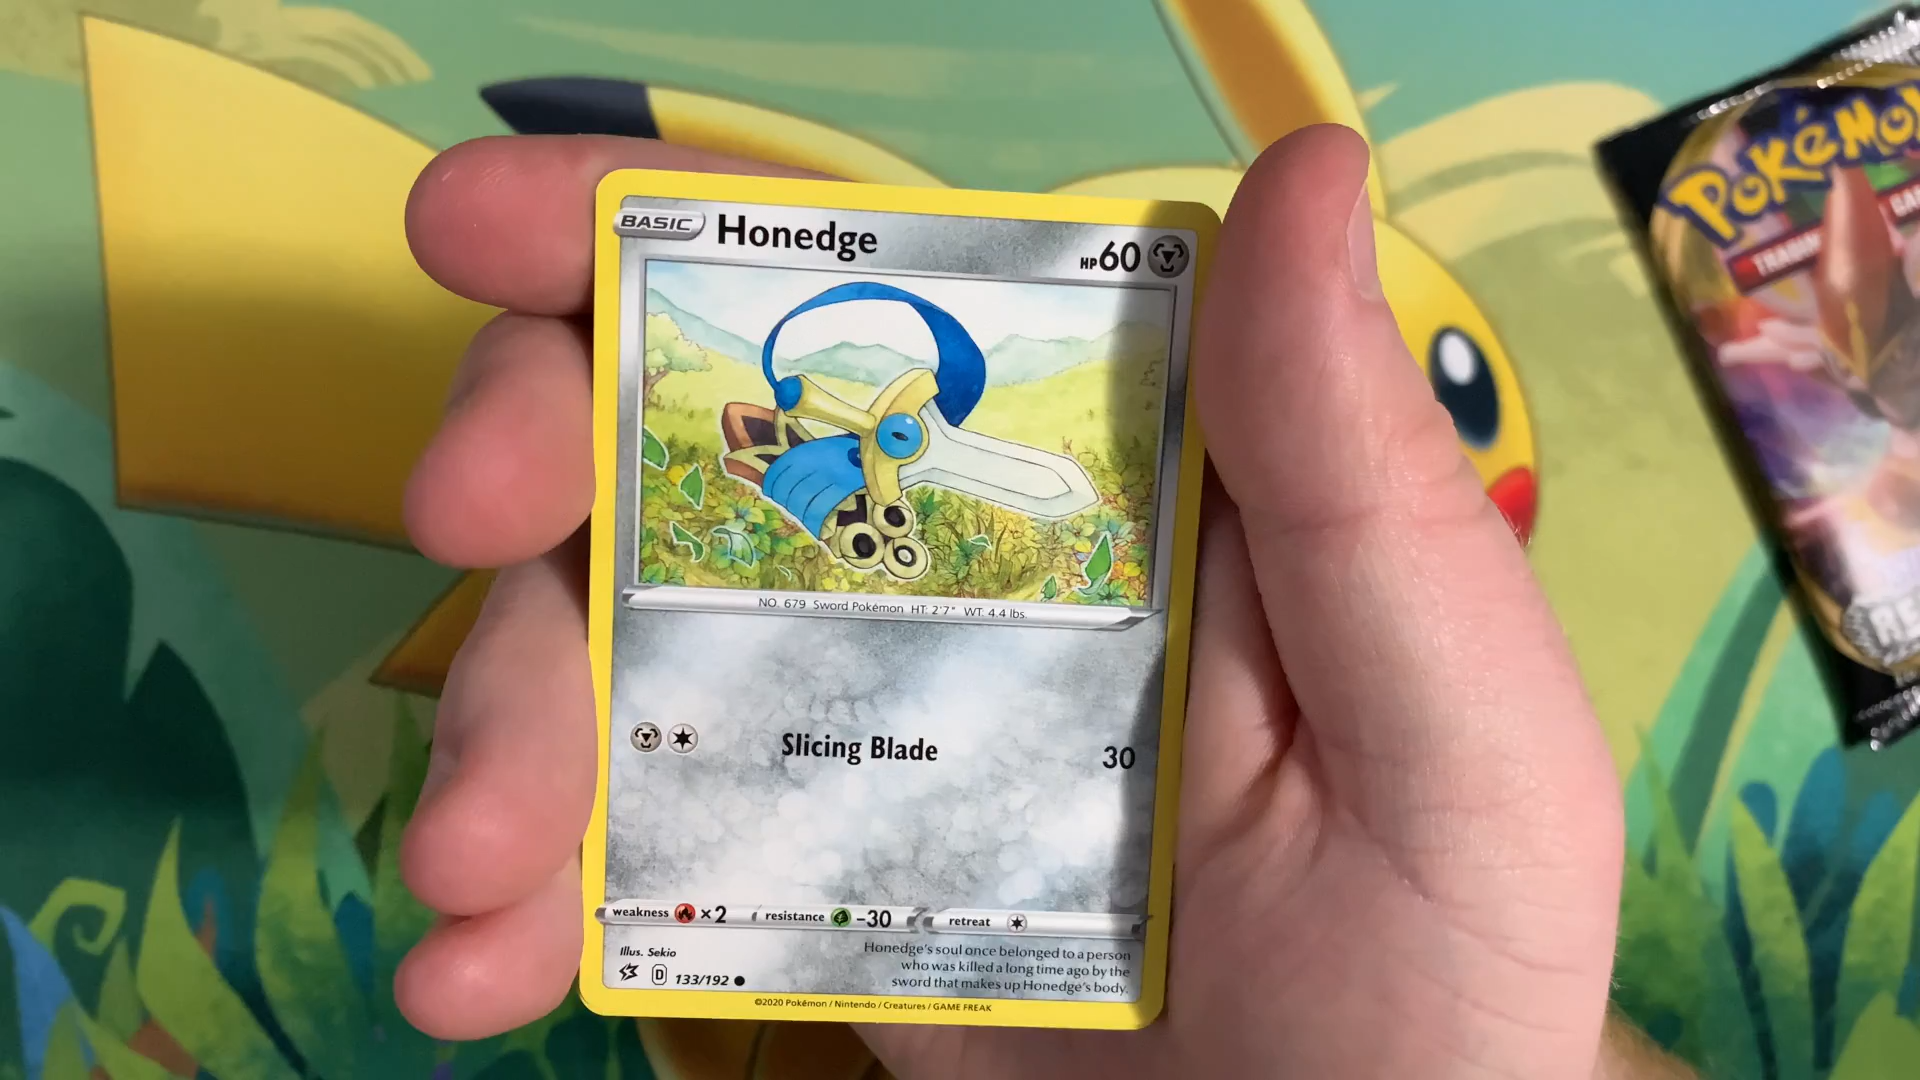 BASIC Honedge HP 60
NO. 679 Sword Pokémon HT: 2'7" WT: 4.4 lbs.
Slicing Blade 30
weakness ×2 resistance -30 retreat
Illus. Sekio
D 133/192
Honedge's soul once belonged to a person
who was killed a long time ago by the
sword that makes up Honedge's body.
©2020 Pokémon / Nintendo / Creatures / GAME FREAK
POKÉMON